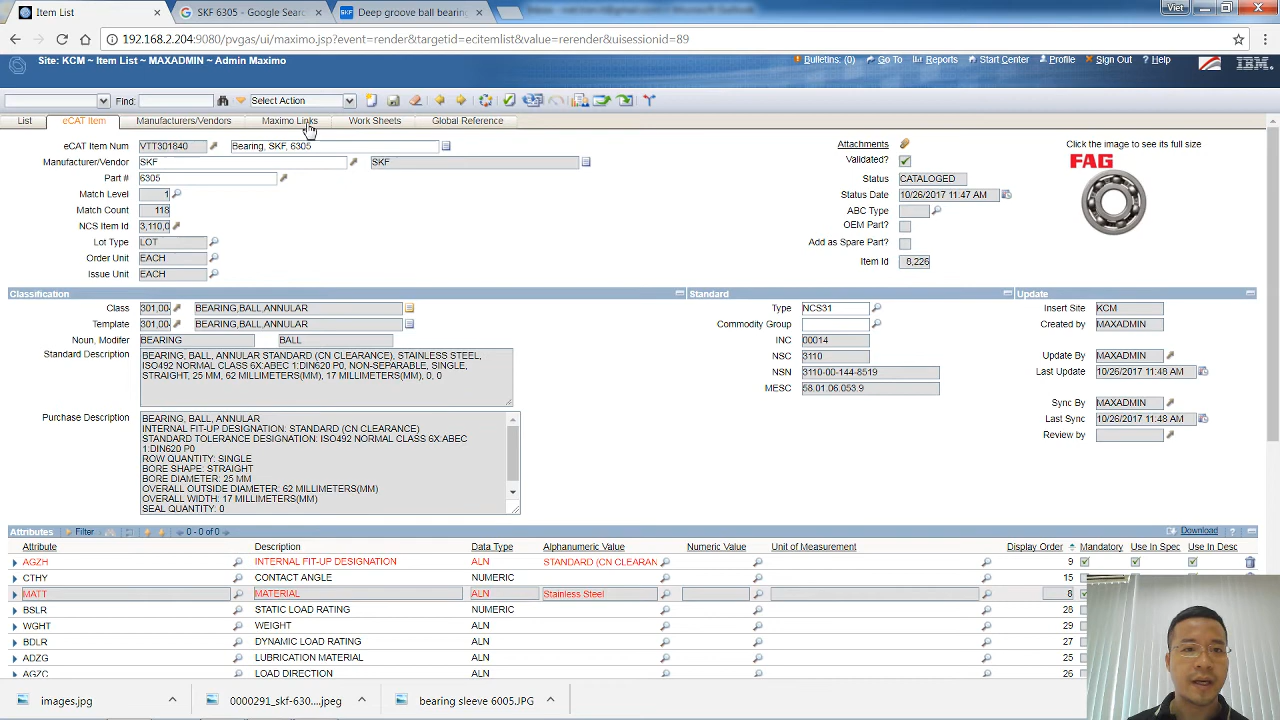 Item List
SKF 6305 - Google Sear
Deep groove ball bearin
Viet
192.168.2.204:9080/pvgas/ui/maximo.jsp?event=render&targetid=ecitemlist&value=rerender&uisessionid=89
Site: KCM ~ Item List ~ MAXADMIN ~ Admin Maximo
Bulletins: (0) Go To Reports Start Center Profile Sign Out ? Help IBM
Find: Select Action
List eCAT Item Manufacturers/Vendors Maximo Links Work Sheets Global Reference
eCAT Item Num VTT301840 Bearing, SKF, 6305
Manufacturer/Vendor SKF SKF
Part # 6305
Match Level 1
Match Count 118
NCS Item Id 3,110,0
Lot Type LOT
Order Unit EACH
Issue Unit EACH
Attachments
Validated?
Status CATALOGED
Status Date 10/26/2017 11:47 AM
ABC Type
OEM Part?
Add as Spare Part?
Item Id 8,226
Click the image to see its full size
FAG
Classification
Class 301,00 BEARING,BALL,ANNULAR
Template 301,00 BEARING,BALL,ANNULAR
Noun, Modifer BEARING BALL
Standard Description BEARING, BALL, ANNULAR STANDARD (CN CLEARANCE), STAINLESS STEEL,
ISO492 NORMAL CLASS 6X:ABEC 1:DIN620 P0, NON-SEPARABLE, SINGLE,
STRAIGHT, 25 MM, 62 MILLIMETERS(MM), 17 MILLIMETERS(MM), 0, 0
Purchase Description BEARING, BALL, ANNULAR
INTERNAL FIT-UP DESIGNATION: STANDARD (CN CLEARANCE)
STANDARD TOLERANCE DESIGNATION: ISO492 NORMAL CLASS 6X:ABEC
1:DIN620 P0
ROW QUANTITY: SINGLE
BORE SHAPE: STRAIGHT
BORE DIAMETER: 25 MM
OVERALL OUTSIDE DIAMETER: 62 MILLIMETERS(MM)
OVERALL WIDTH: 17 MILLIMETERS(MM)
SEAL QUANTITY: 0
Standard
Type NCS31
Commodity Group
INC 00014
NSC 3110
NSN 3110-00-144-8519
MESC 58.01.06.053.9
Update
Insert Site KCM
Created by MAXADMIN
Update By MAXADMIN
Last Update 10/26/2017 11:48 AM
Sync By MAXADMIN
Last Sync 10/26/2017 11:48 AM
Review by
Attributes Filter 0 - 0 of 0 Download ?
Attribute Description Data Type Alphanumeric Value Numeric Value Unit of Measurement Display Order Mandatory Use In Spec Use In Desc
AGZH INTERNAL FIT-UP DESIGNATION ALN STANDARD (CN CLEARAN 9
CTHY CONTACT ANGLE NUMERIC 15
MATT MATERIAL ALN Stainless Steel 8
BSLR STATIC LOAD RATING NUMERIC 28
WGHT WEIGHT ALN 29
BDLR DYNAMIC LOAD RATING ALN 27
ADZG LUBRICATION MATERIAL ALN 25
AGZC LOAD DIRECTION ALN 24
images.jpg
0000291_skf-630....jpeg
bearing sleeve 6005.JPG